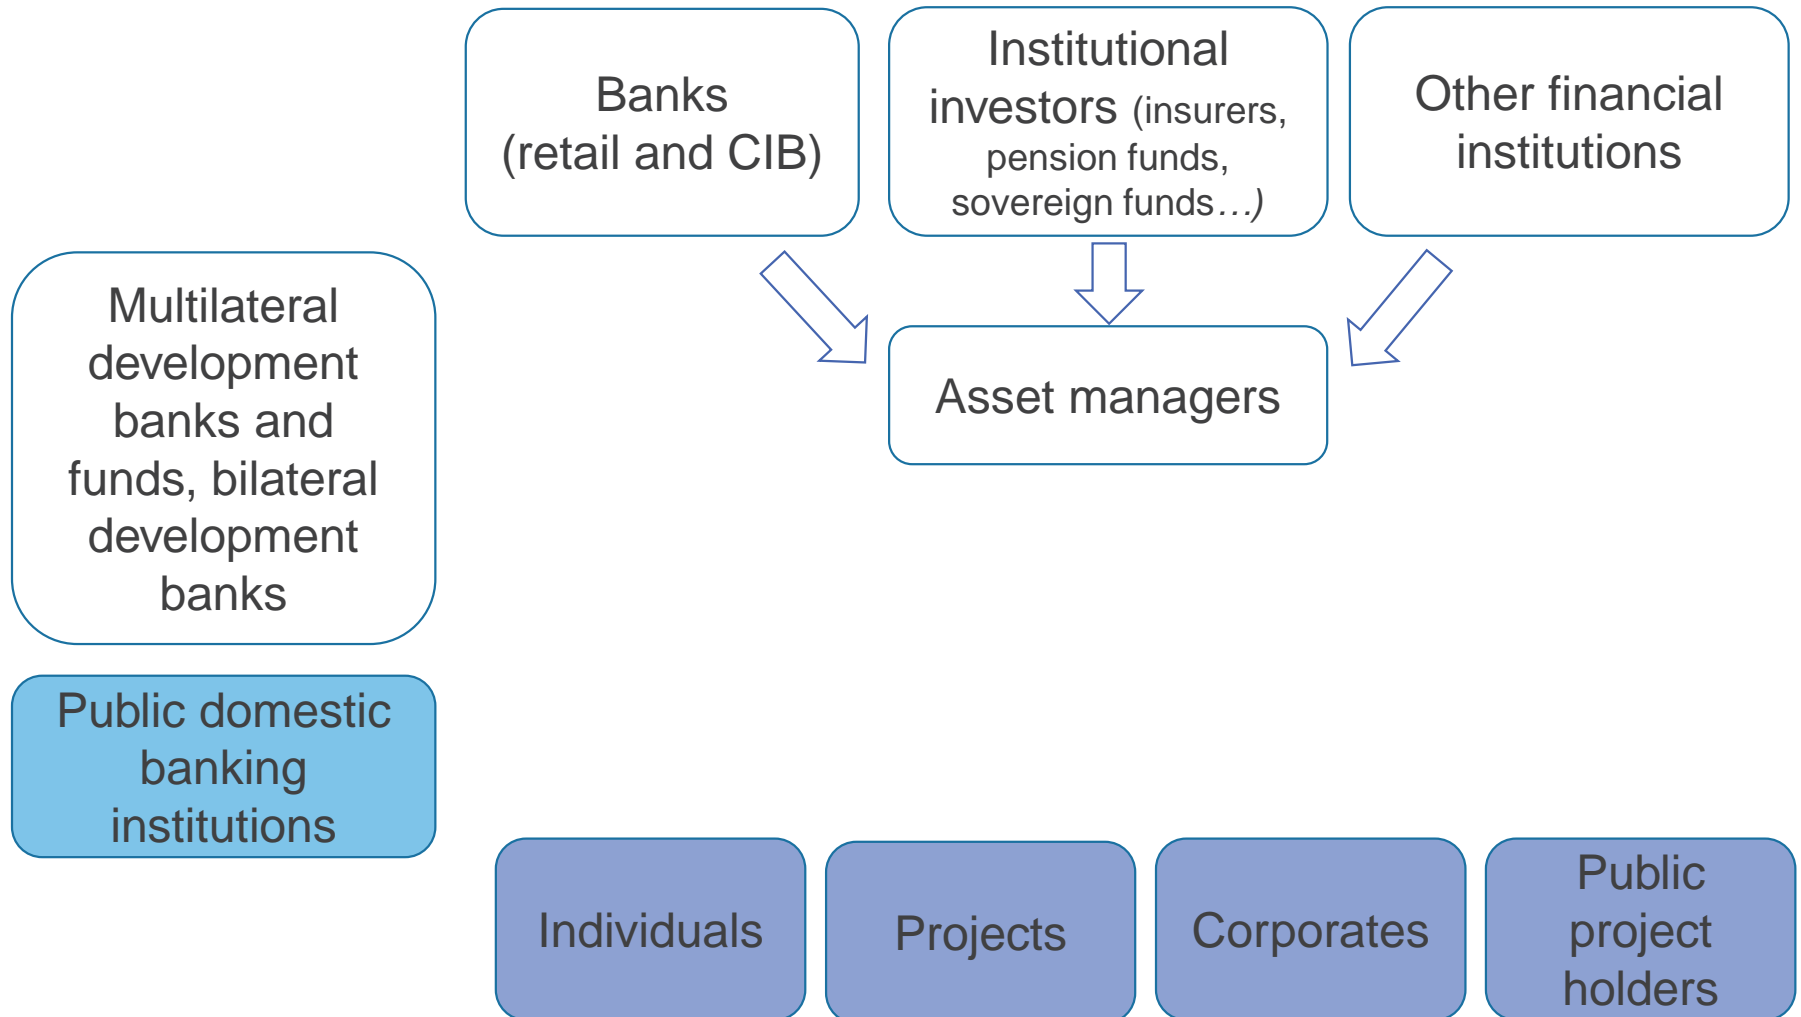 Banks
(retail and CIB)
Institutional
investors (insurers,
pension funds,
sovereign funds…)
Other financial
institutions
Multilateral
development
banks and
funds, bilateral
development
banks
Asset managers
Public domestic
banking
institutions
Individuals
Projects
Corporates
Public
project
holders